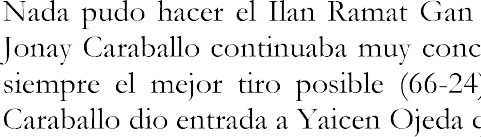 Nada pudo hacer el Ilan Ramat Gan
Jonay Caraballo continuaba muy conc
siempre el mejor tiro posible (66-24)
Caraballo dio entrada a Yaicen Ojeda